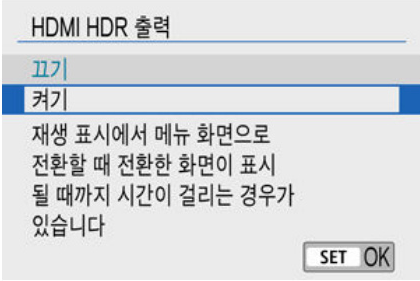 HDMI HDR 출력
끄기
켜기
재생 표시에서 메뉴 화면으로
전환할 때 전환한 화면이 표시
될 때까지 시간이 걸리는 경우가
있습니다
SET OK